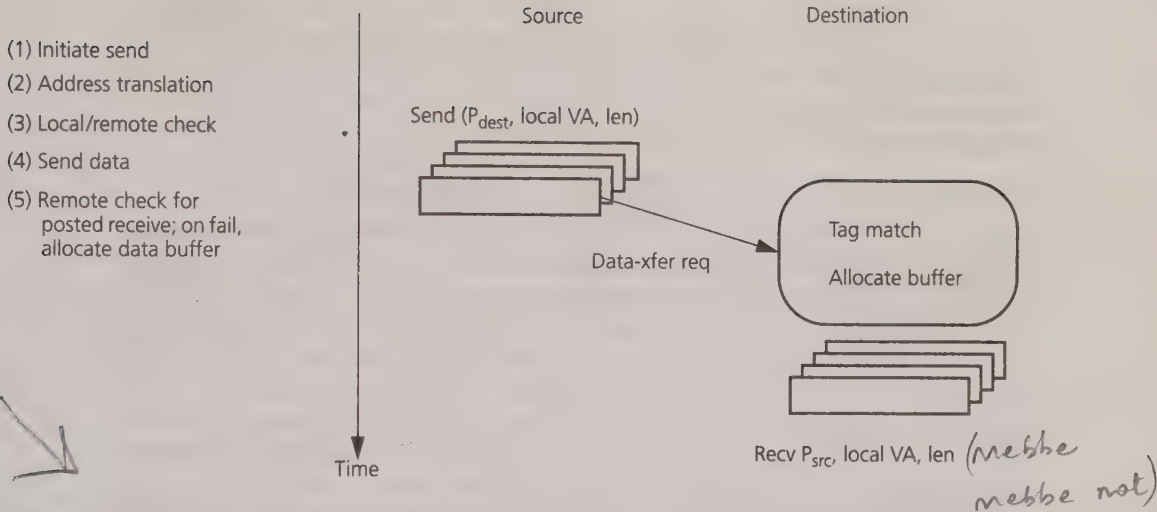 Source
Destination
(1) Initiate send
(2) Address translation
(3) Local/remote check
(4) Send data
(5) Remote check for
posted receive; on fail,
allocate data buffer
Send (Pdest, local VA, len)
Data-xfer req
Tag match
Allocate buffer
Time
Recv Psrc, local VA, len (mebbe
mebbe not)